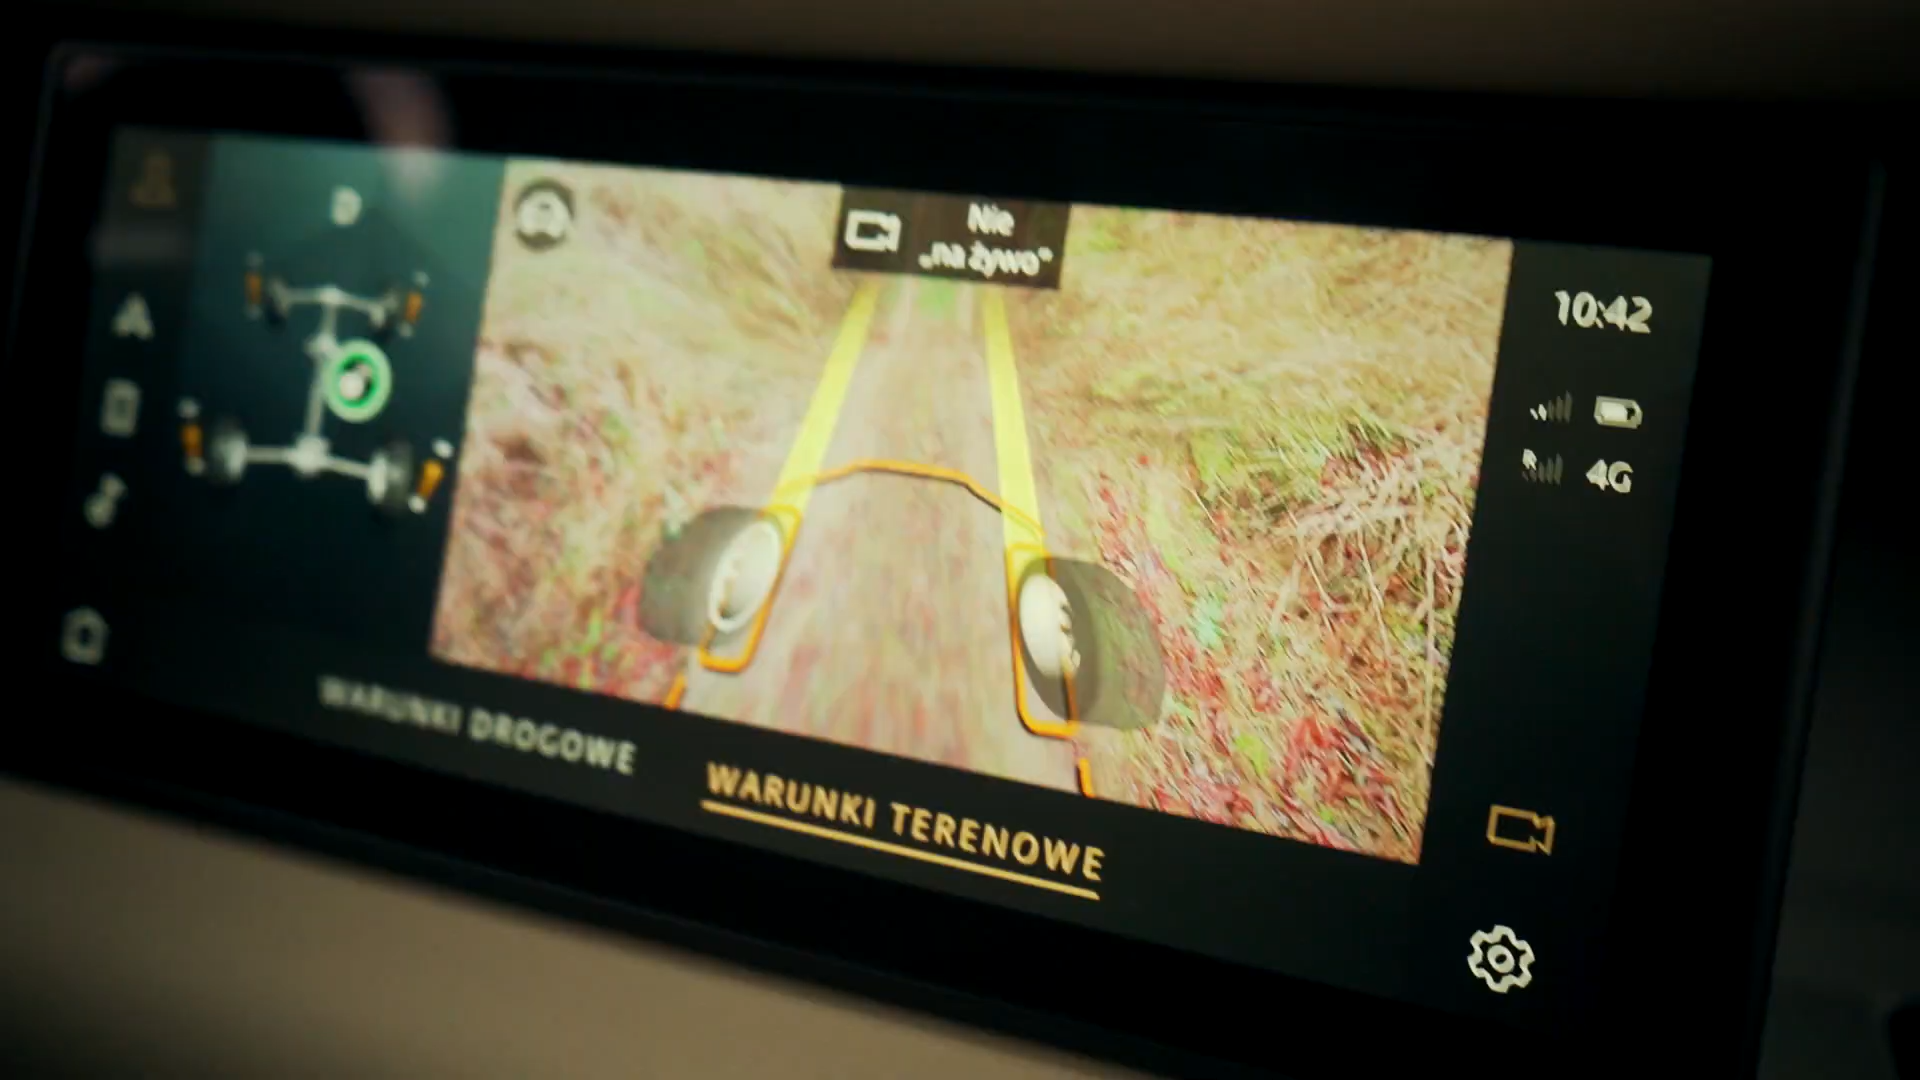 D
Nie
„na żywo”
10:42
R
4G
WARUNKI DROGOWE
WARUNKI TERENOWE